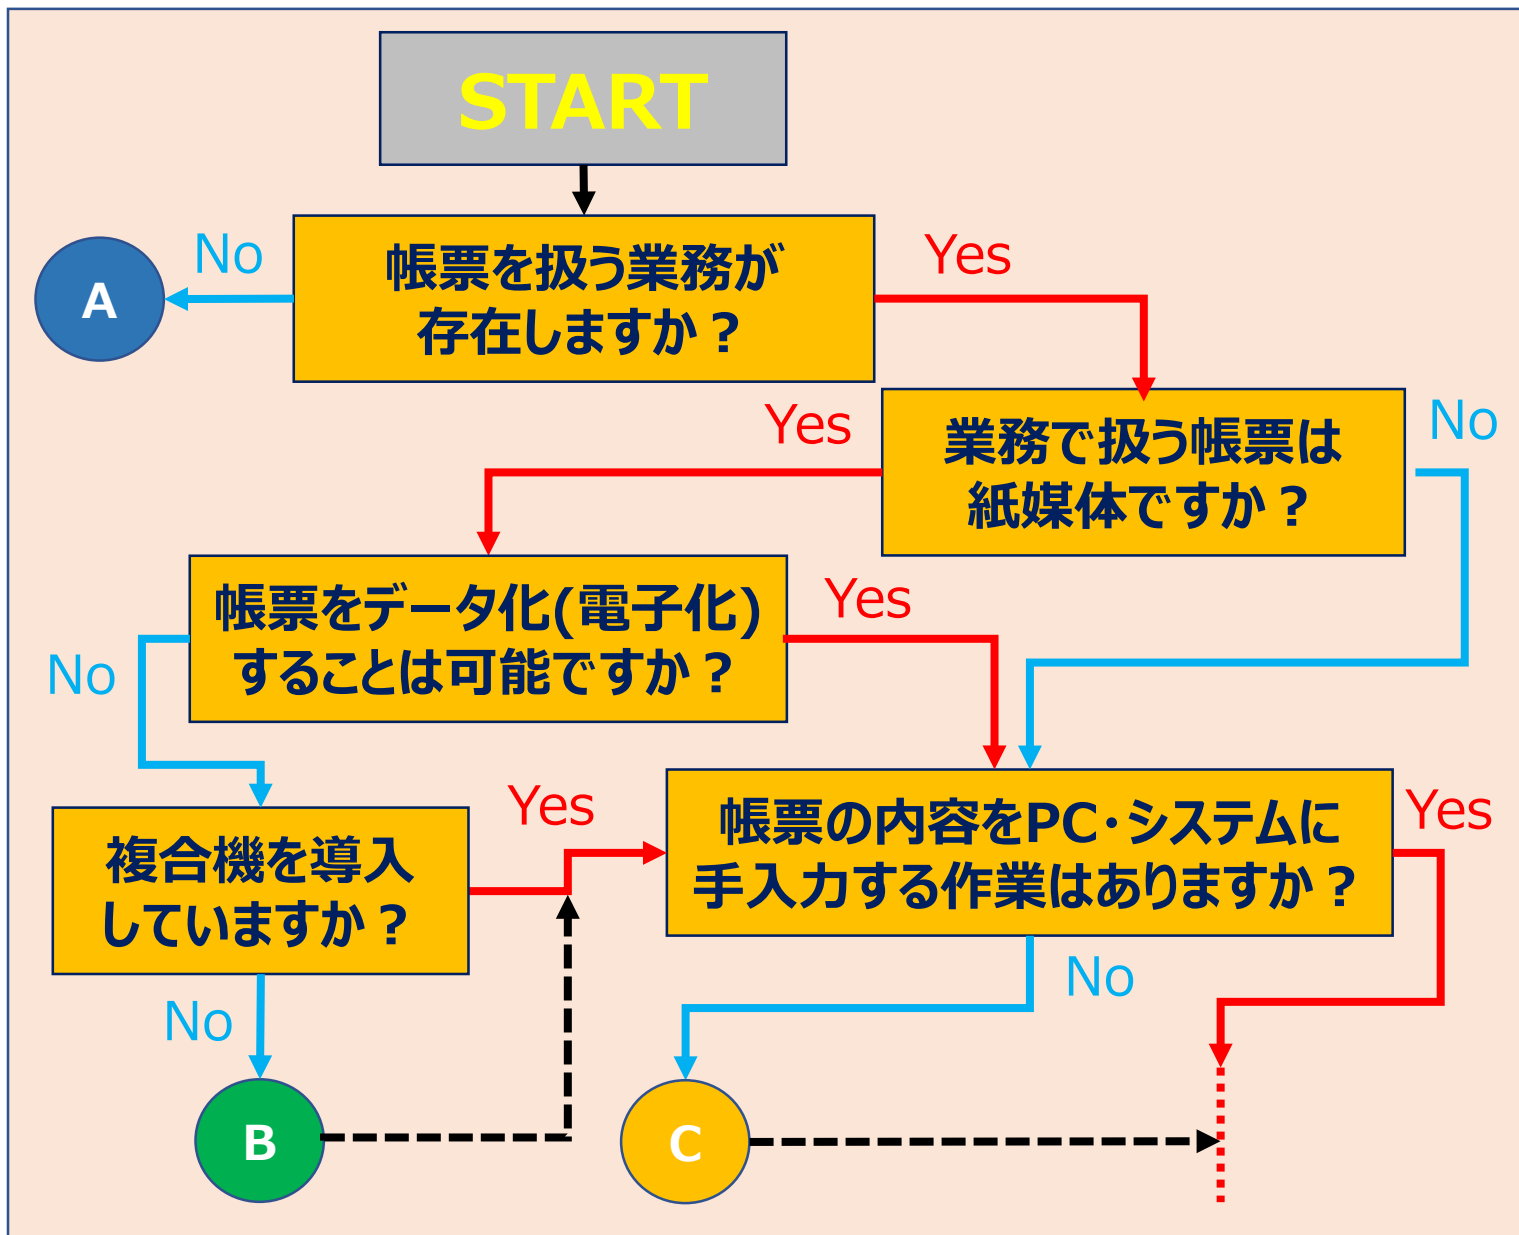 START
No
帳票を扱う業務が
存在しますか？
Yes
A
Yes
業務で扱う帳票は
紙媒体ですか？
No
帳票をデータ化(電子化)
することは可能ですか？
Yes
No
複合機を導入
していますか？
Yes
帳票の内容をPC・システムに
手入力する作業はありますか？
Yes
No
No
B
C